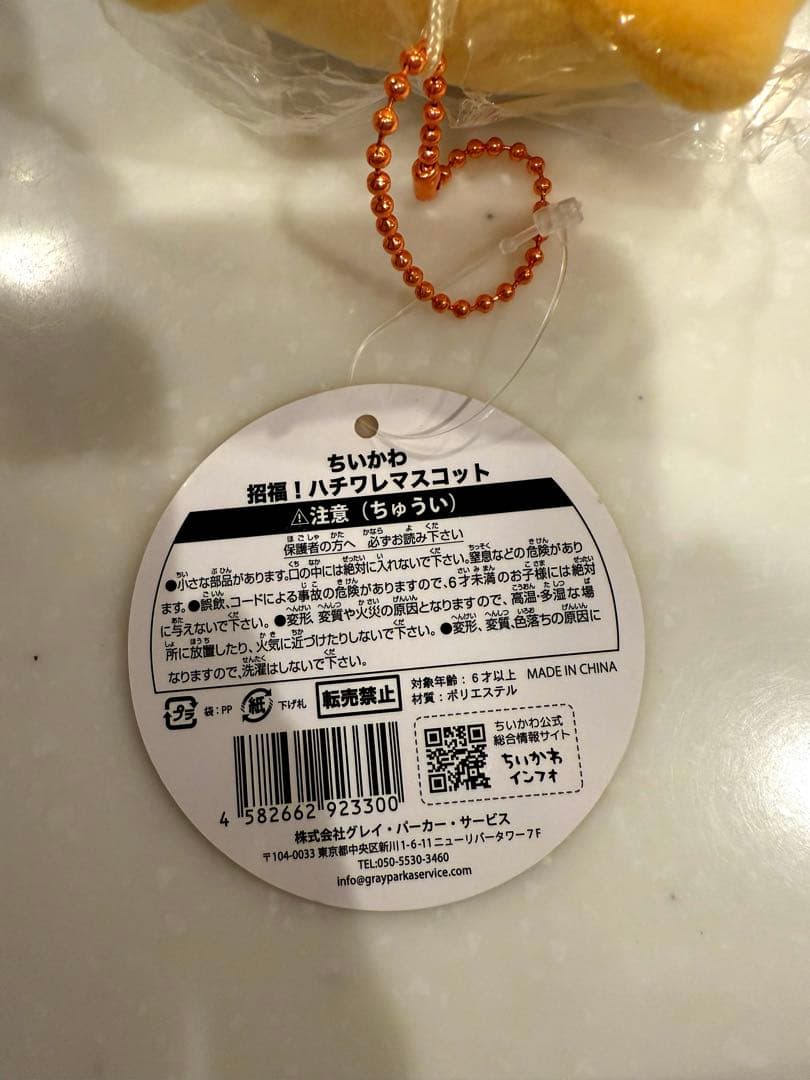 ちいかわ
招福！ハチワレマスコット
⚠注意（ちゅうい）
保護者の方へ 必ずお読み下さい
●小さな部品があります。口の中には絶対に入れないで下さい。窒息などの危険があり
ます。●誤飲、コードによる事故の危険がありますので、6才未満のお子様には絶対
に与えないで下さい。●変形、変質や火災の原因となりますので、高温・多湿な場
所に放置したり、火気に近づけたりしないで下さい。●変形、変質、色落ちの原因に
なりますので、洗濯はしないで下さい。
プラ 袋：PP 紙 下げ札 転売禁止
対象年齢：6才以上 MADE IN CHINA
材質：ポリエステル
4 582662 923300
ちいかわ公式
総合情報サイト
ちいかわ
インフォ
株式会社グレイ・パーカー・サービス
〒104-0033 東京都中央区新川1-6-11 ニューリバータワー7F
TEL:050-5530-3460
info@grayparkaservice.com